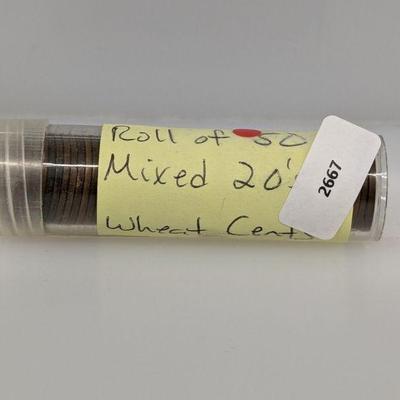 Roll of 50
Mixed 20's
Wheat Cents
2667